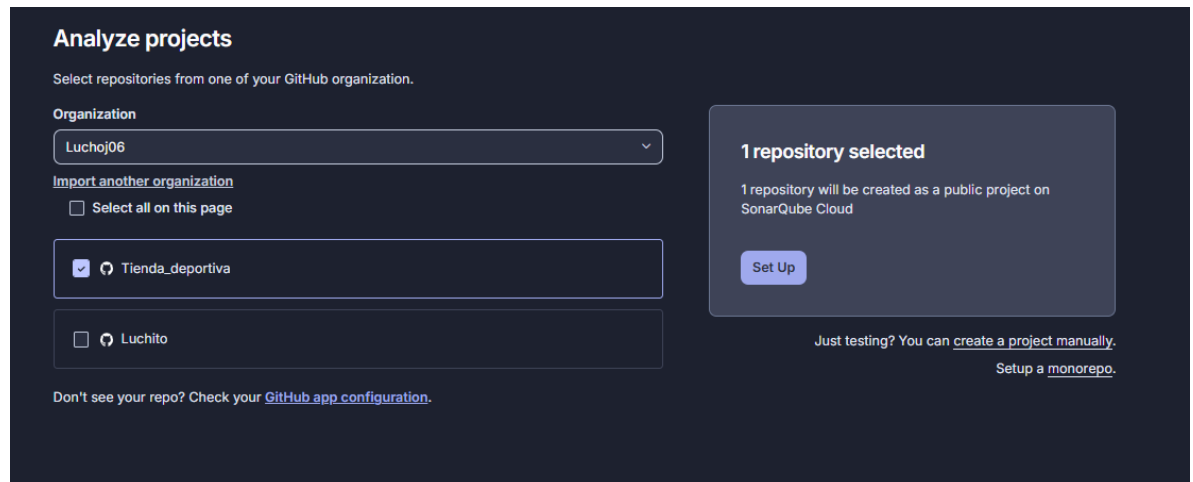 Analyze projects
Select repositories from one of your GitHub organization.
Organization
Luchoj06
Import another organization
Select all on this page
Tienda_deportiva
Luchito
Don't see your repo? Check your GitHub app configuration.
1 repository selected
1 repository will be created as a public project on
SonarQube Cloud
Set Up
Just testing? You can create a project manually.
Setup a monorepo.